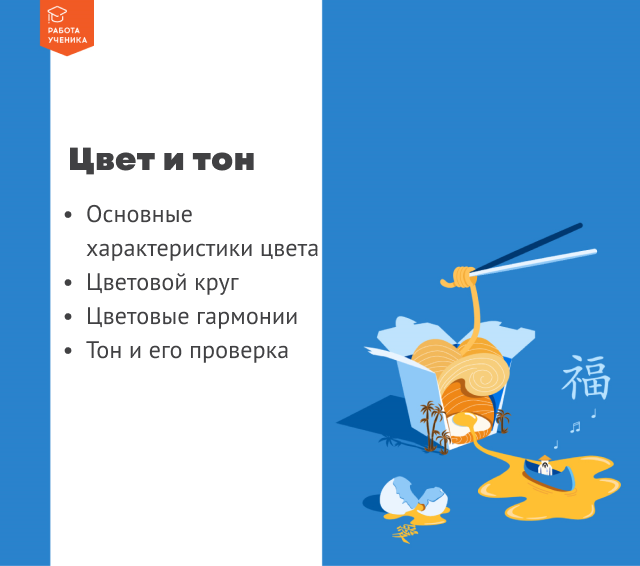 РАБОТА
УЧЕНИКА
Цвет и тон
• Основные
характеристики цвета
• Цветовой круг
• Цветовые гармонии
• Тон и его проверка
福